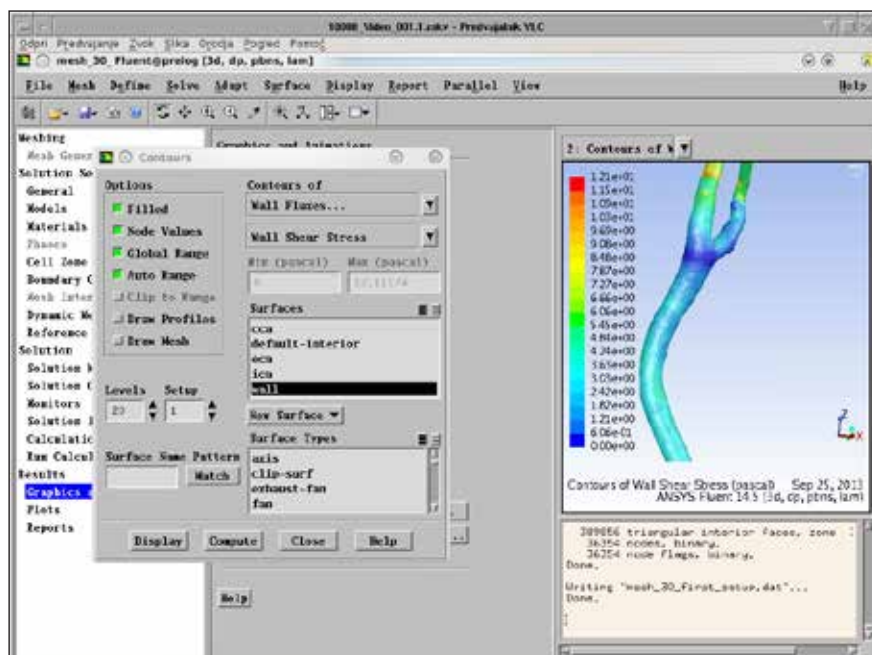 10000_Video_001.1.mkv - Predvajalnik VLC
Odpri Predvajanje Zvok Slika Orodja Pogled Pomoč
mesh_30 Fluent@prelog [3d, dp, pbns, lam]
File Mesh Define Solve Adapt Surface Display Report Parallel View Help
Meshing
Mesh Gener
Solution Se
General
Models
Materials
Phases
Cell Zone
Boundary C
Mesh Inter
Dynamic Me
Reference
Solution
Solution M
Solution C
Monitors
Solution I
Calculatio
Run Calcul
Results
Graphics a
Plots
Reports
Graphics and Animations
Contours
Options
Filled
Node Values
Global Range
Auto Range
Clip to Range
Draw Profiles
Draw Mesh
Levels Setup
20 1
Surface Name Pattern
Match
Contours of
Wall Fluxes...
Wall Shear Stress
Min (pascal) Max (pascal)
0
Surfaces
cca
default-interior
eca
ica
wall
New Surface
Surface Types
axis
clip-surf
exhaust-fan
fan
Display Compute Close Help
Help
2: Contours of W
1.21e+01
1.15e+01
1.09e+01
1.03e+01
9.69e+00
9.08e+00
8.48e+00
7.87e+00
7.27e+00
6.66e+00
6.06e+00
5.45e+00
4.84e+00
4.24e+00
3.63e+00
3.03e+00
2.42e+00
1.82e+00
1.21e+00
6.06e-01
0.00e+00
Z
X
Contours of Wall Shear Stress (pascal) Sep 25, 2013
ANSYS Fluent 14.5 (3d, dp, pbns, lam)
triangular interior faces, zone
36354 nodes, binary.
36354 node flags, binary.
Done.
Writing "mesh_30_first_setup.dat"...
Done.